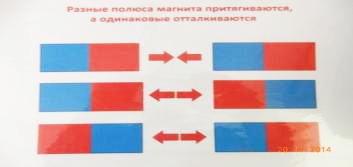 Разные полюса магнита притягиваются,
а одинаковые отталкиваются